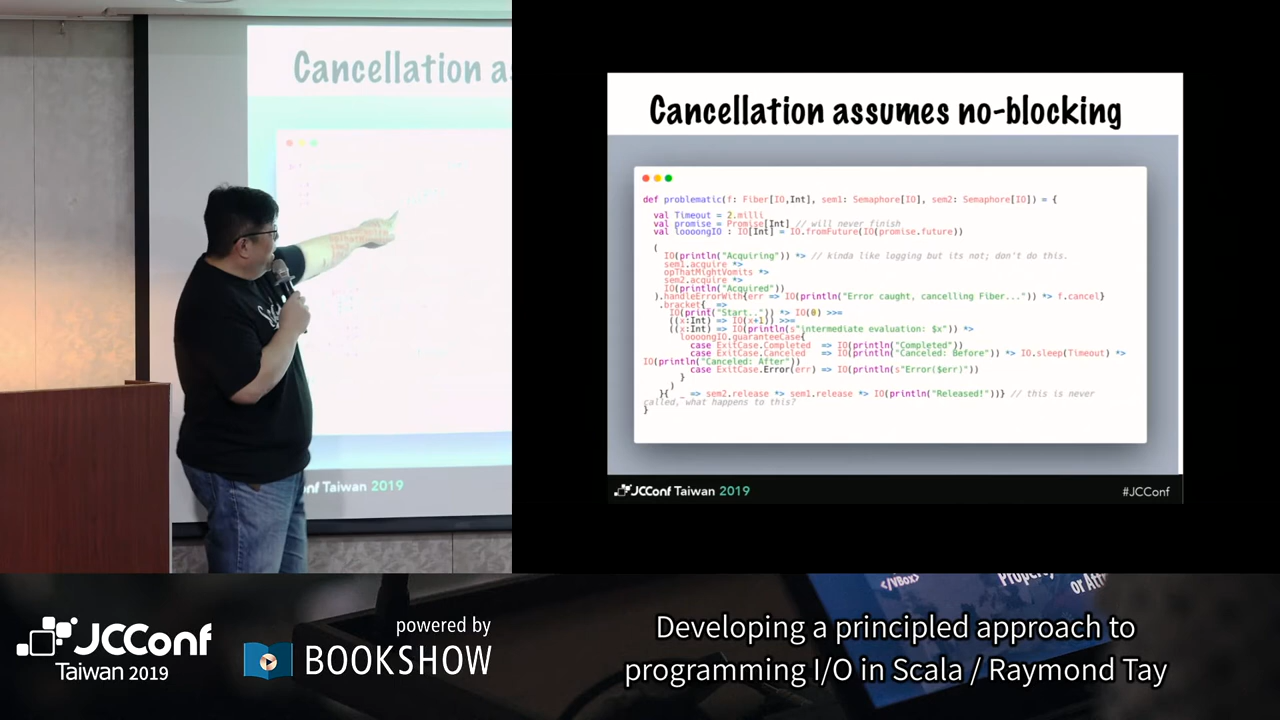 Cancellation as
nf Taiwan 2019
Cancellation assumes no-blocking
def problematic(f: Fiber[IO,Int], sem1: Semaphore[IO], sem2: Semaphore[IO]) = {
val Timeout = 2.milli
val promise = Promise[Int] // will never finish
val loooongIO : IO[Int] = IO.fromFuture(IO(promise.future))
(
IO(println("Acquiring")) *> // kinda like logging but its not; don't do this.
sem1.acquire *>
opThatMightVomits *>
sem2.acquire *>
IO(println("Acquired"))
).handleErrorWith{err => IO(println("Error caught, cancelling Fiber...")) *> f.cancel}
.bracket{ _ =>
IO(print("Start..")) *> IO(0) >>=
((x:Int) => IO(x+1)) >>=
((x:Int) => IO(println(s"intermediate evaluation: $x")) *>
loooongIO.guaranteeCase{
case ExitCase.Completed => IO(println("Completed"))
case ExitCase.Canceled => IO(println("Canceled: Before")) *> IO.sleep(Timeout) *>
IO(println("Canceled: After"))
case ExitCase.Error(err) => IO(println(s"Error($err)"))
}
)
}{ _ => sem2.release *> sem1.release *> IO(println("Released!"))} // this is never
called, what happens to this?
}
JCConf Taiwan 2019
#JCConf
</VBox>
or Aft
JCConf
Taiwan 2019
powered by
BOOKSHOW
Developing a principled approach to
programming I/O in Scala / Raymond Tay